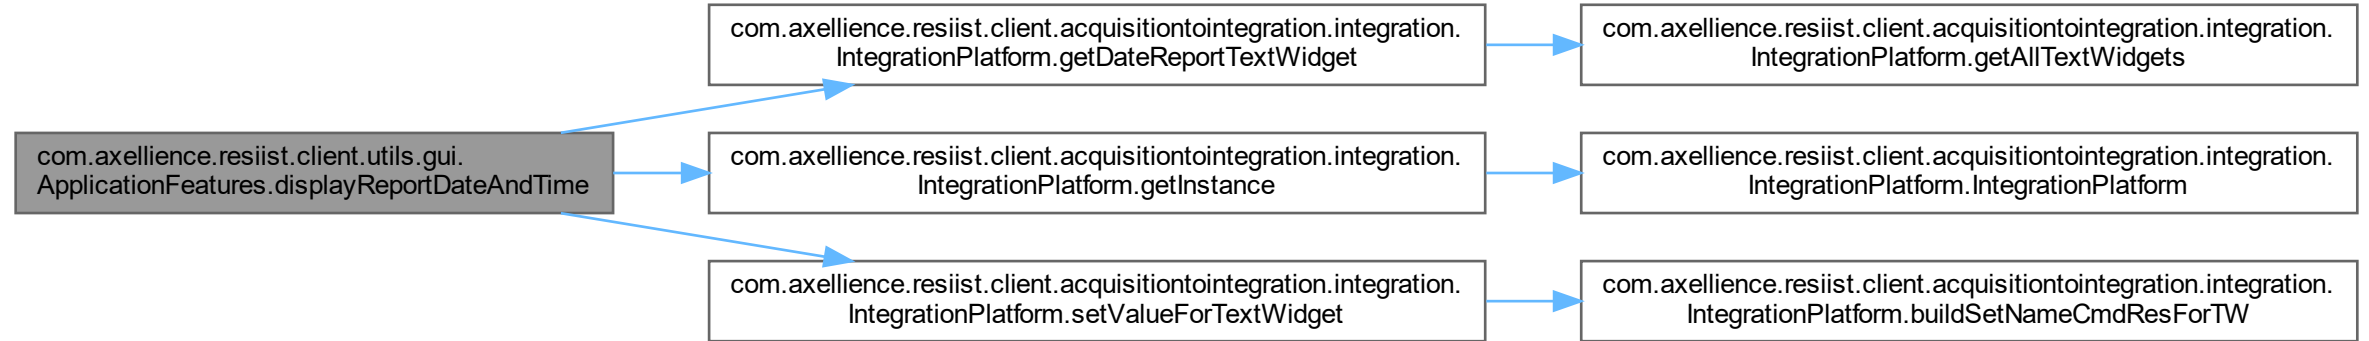 com.axellience.resiist.client.utils.gui.
ApplicationFeatures.displayReportDateAndTime
com.axellience.resiist.client.acquisitiontointegration.integration.
IntegrationPlatform.getDateReportTextWidget
com.axellience.resiist.client.acquisitiontointegration.integration.
IntegrationPlatform.getAllTextWidgets
com.axellience.resiist.client.acquisitiontointegration.integration.
IntegrationPlatform.getInstance
com.axellience.resiist.client.acquisitiontointegration.integration.
IntegrationPlatform.IntegrationPlatform
com.axellience.resiist.client.acquisitiontointegration.integration.
IntegrationPlatform.setValueForTextWidget
com.axellience.resiist.client.acquisitiontointegration.integration.
IntegrationPlatform.buildSetNameCmdResForTW